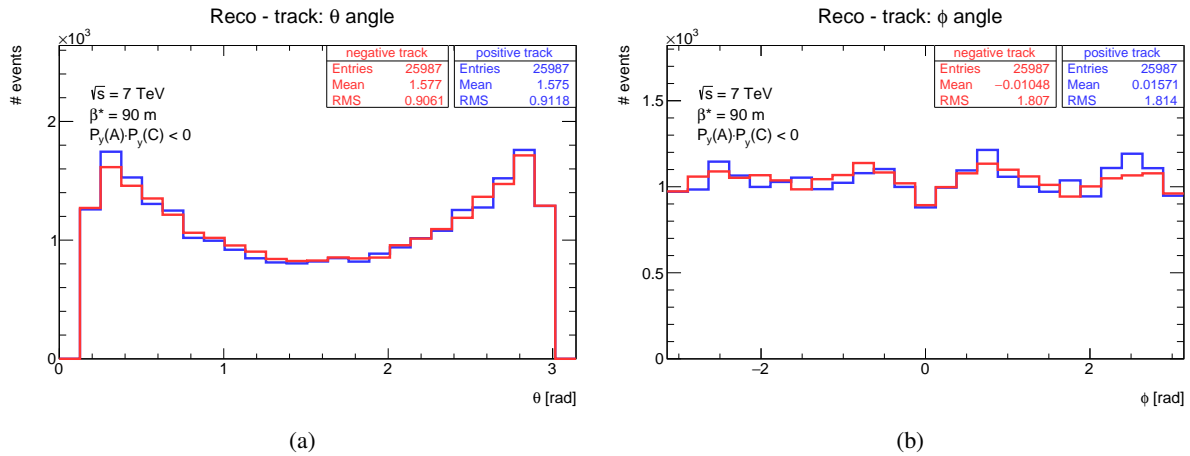 Reco - track: θ angle
×10³
# events
negative track
Entries 25987
Mean 1.577
RMS 0.9061
positive track
Entries 25987
Mean 1.575
RMS 0.9118
√s = 7 TeV
β* = 90 m
P_y(A)·P_y(C) < 0
2
1
0
0 1 2 3
θ [rad]
(a)
Reco - track: ϕ angle
×10³
# events
negative track
Entries 25987
Mean −0.01048
RMS 1.807
positive track
Entries 25987
Mean 0.01571
RMS 1.814
√s = 7 TeV
β* = 90 m
P_y(A)·P_y(C) < 0
1.5
1
0.5
0
−2 0 2
ϕ [rad]
(b)